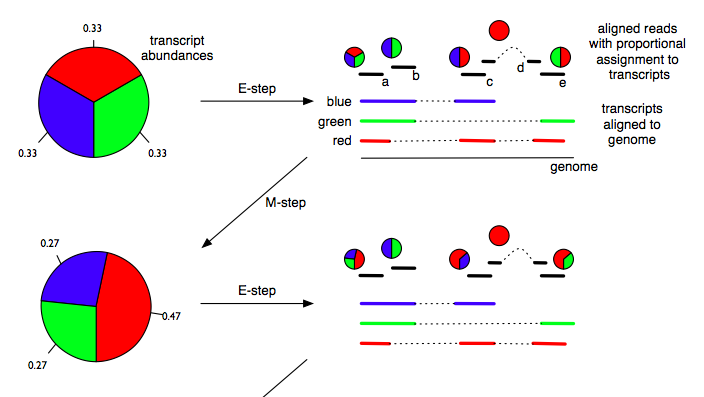 0.33
transcript
abundances
0.33
0.33
E-step
aligned reads
with proportional
assignment to
transcripts
a
b
c
d
e
blue
green
red
transcripts
aligned to
genome
genome
M-step
0.27
0.47
0.27
E-step